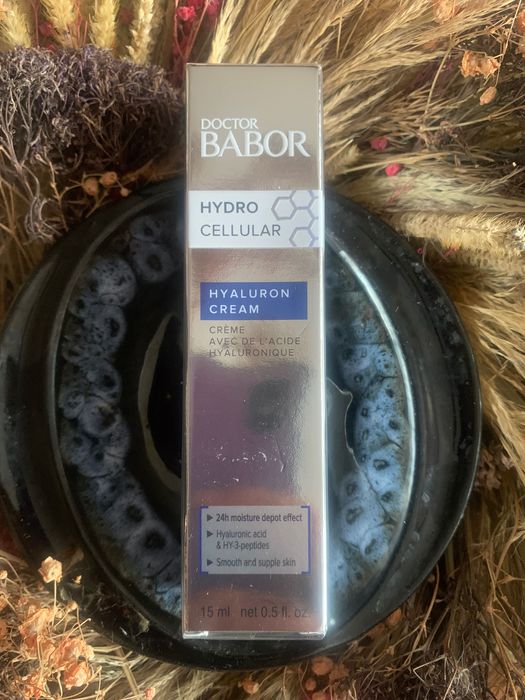 DOCTOR
BABOR
HYDRO
CELLULAR
HYALURON
CREAM
CRÈME
AVEC DE L'ACIDE
HYALURONIQUE
▶ 24h moisture depot effect
▶ Hyaluronic acid
& HY-3-peptides
▶ Smooth and supple skin
15 ml net 0.5 fl. oz.